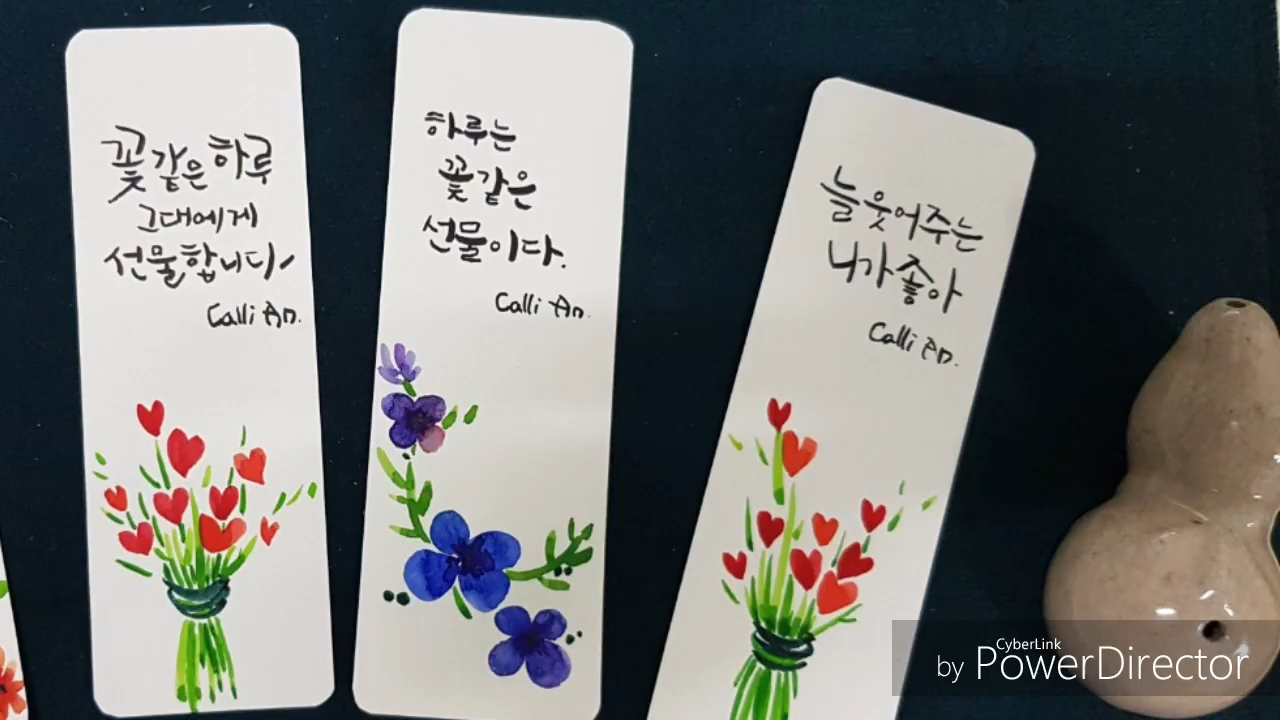 꽃같은하루
그대에게
선물합니다
Calli An.
하루는
꽃같은
선물이다.
Calli An.
늘웃어주는
니가좋아
Calli An.
CyberLink
by PowerDirector